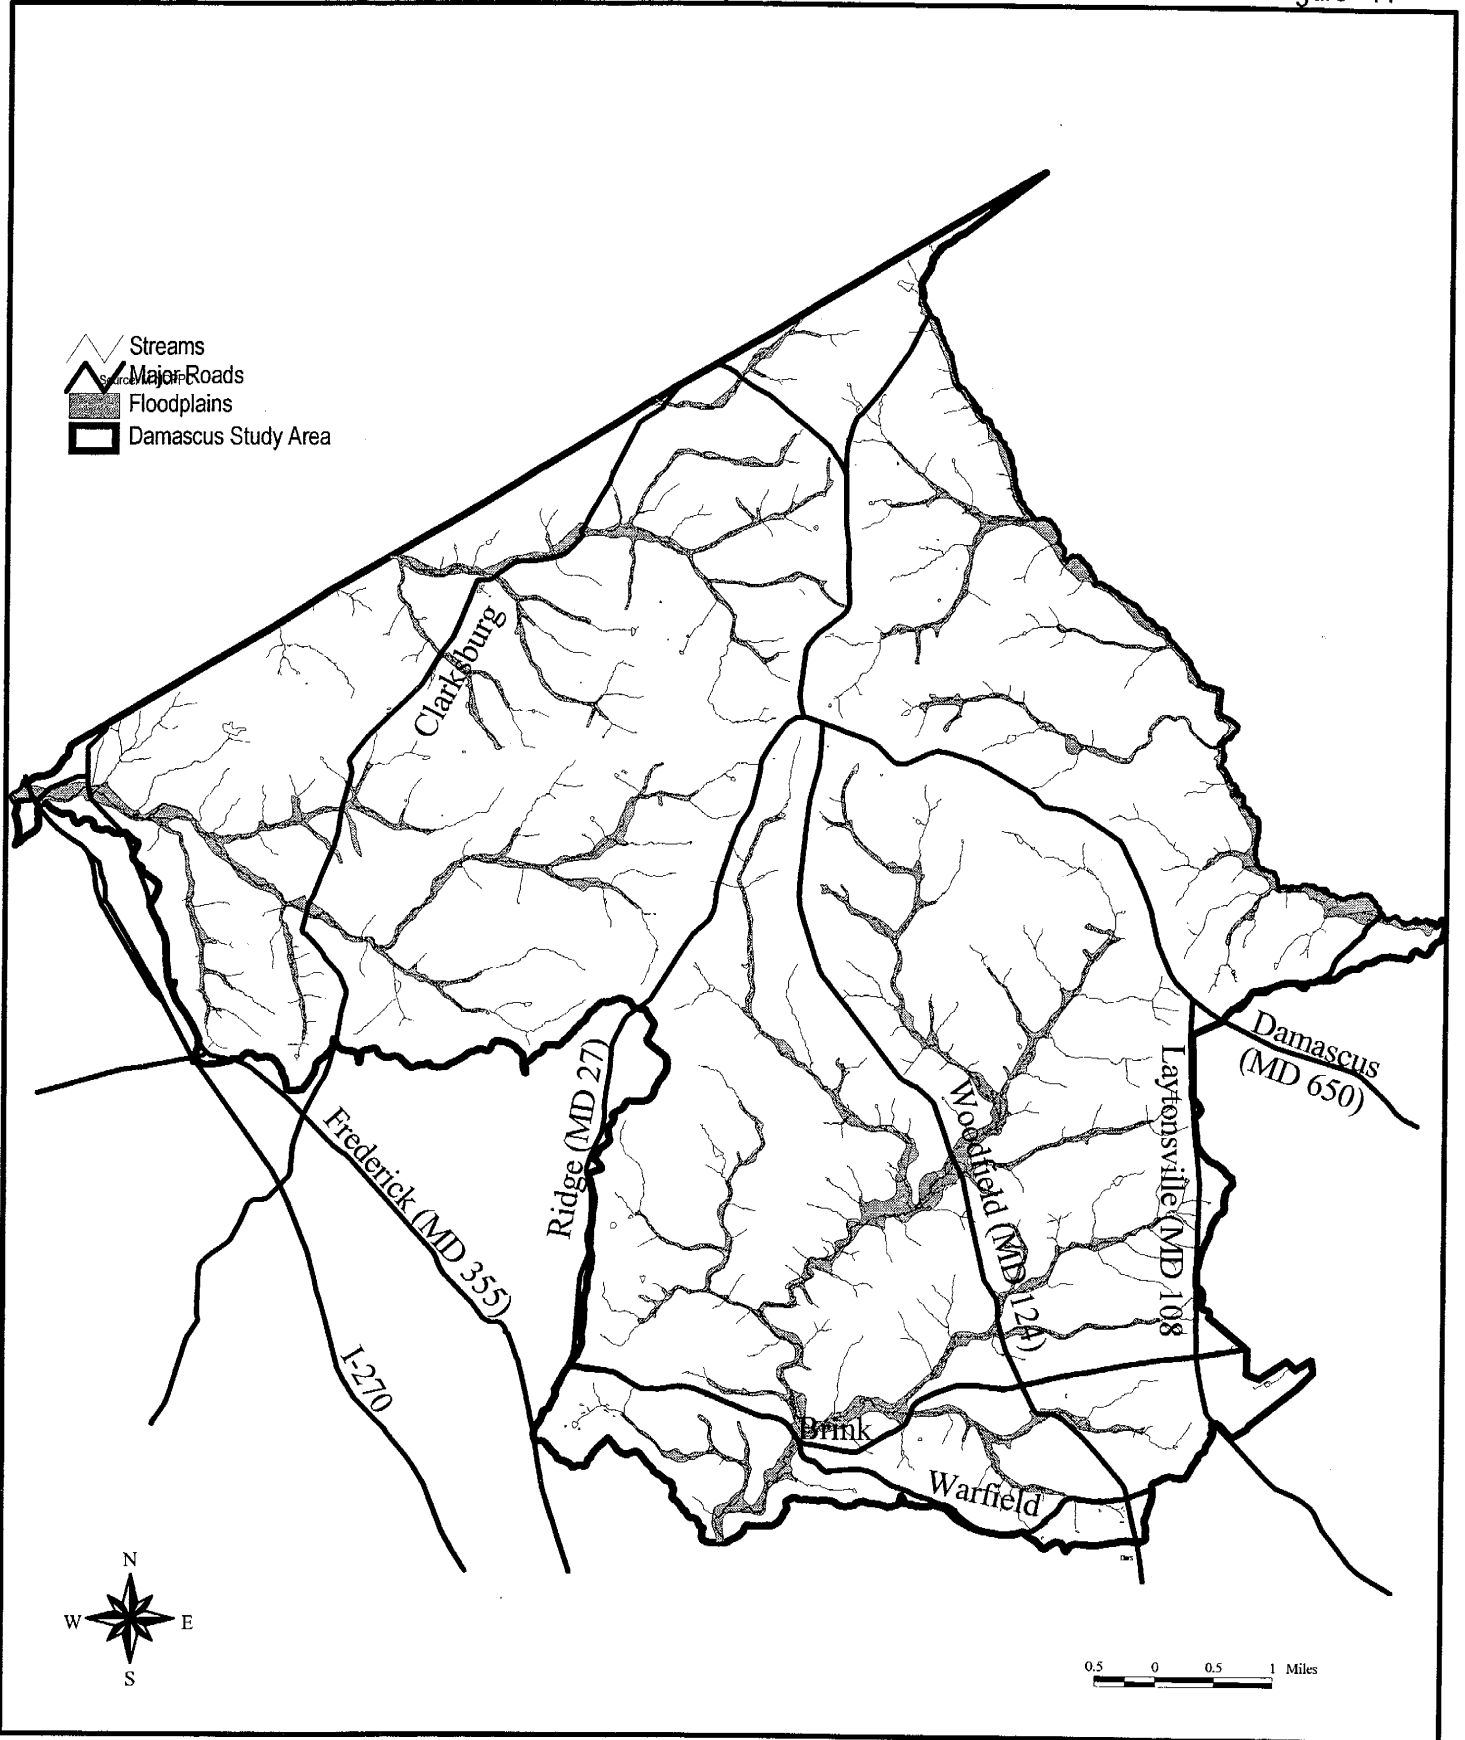 Streams
Major Roads
Floodplains
Damascus Study Area
Clarksburg
Ridge (MD 27)
Frederick (MD 355)
I-270
Woodfield (MD 124)
Laytonsville (MD 108
Damascus
(MD 650)
Brink
Warfield
N
W E
S
0.5 0 0.5 1 Miles